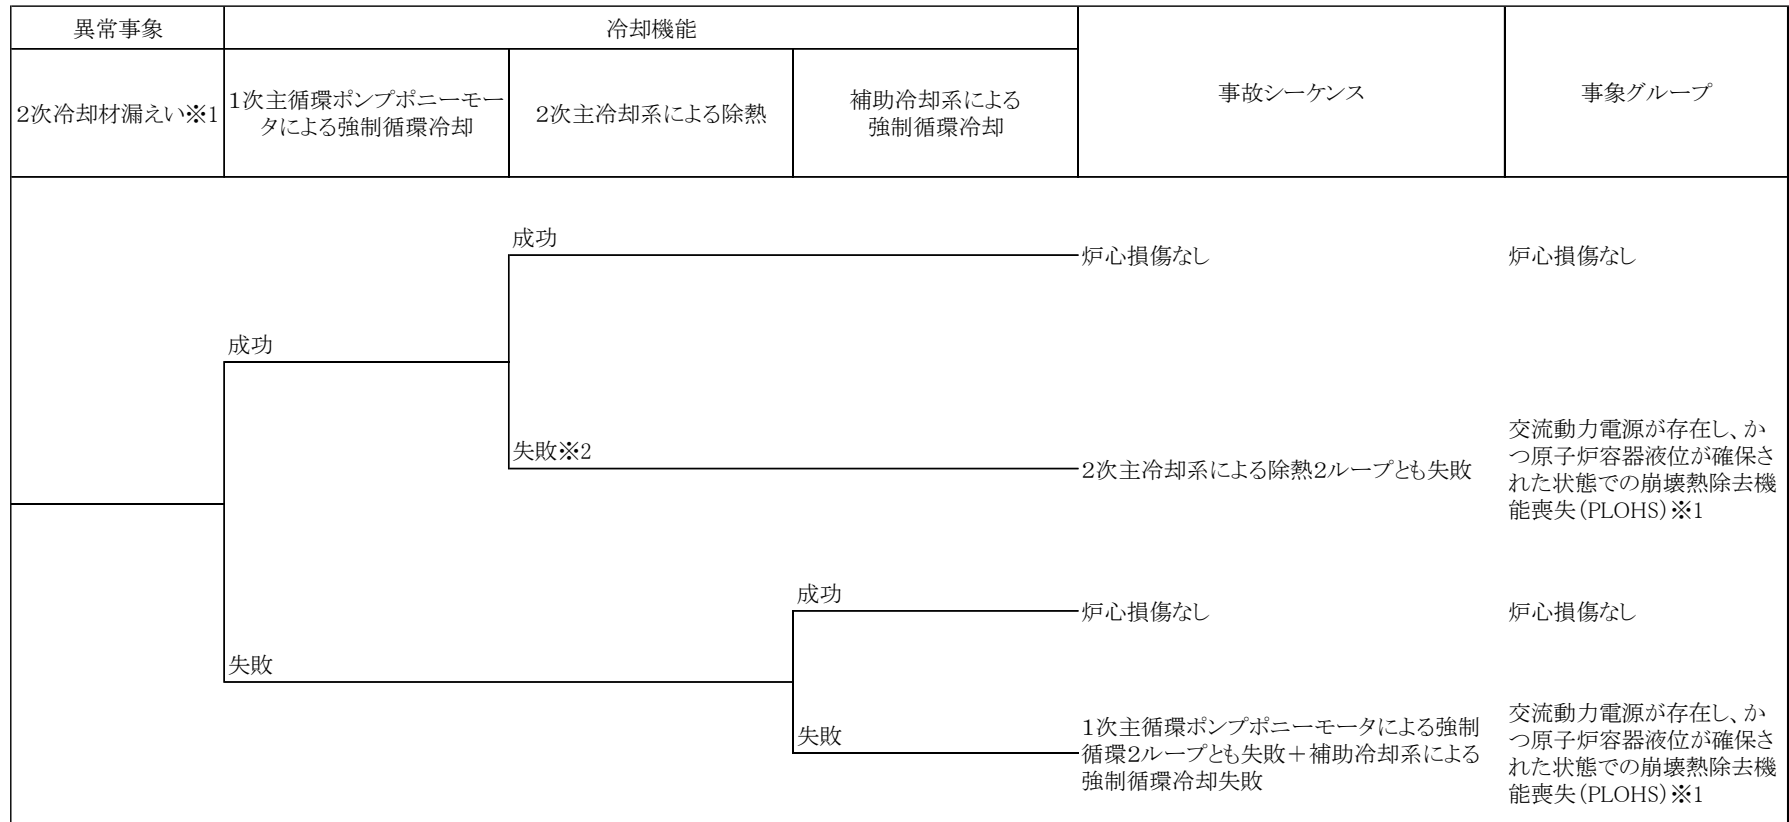 異常事象
冷却機能
2次冷却材漏えい※1
1次主循環ポンプポニーモー
タによる強制循環冷却
2次主冷却系による除熱
補助冷却系による
強制循環冷却
事故シーケンス
事象グループ
成功
炉心損傷なし
炉心損傷なし
成功
失敗※2
2次主冷却系による除熱2ループとも失敗
交流動力電源が存在し、か
つ原子炉容器液位が確保さ
れた状態での崩壊熱除去機
能喪失(PLOHS)※1
成功
炉心損傷なし
炉心損傷なし
失敗
失敗
1次主循環ポンプポニーモータによる強制
循環2ループとも失敗+補助冷却系による
強制循環冷却失敗
交流動力電源が存在し、か
つ原子炉容器液位が確保さ
れた状態での崩壊熱除去機
能喪失(PLOHS)※1